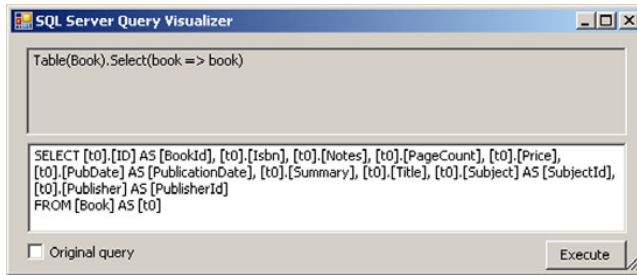 SQL Server Query Visualizer
Table(Book).Select(book => book)
SELECT [t0].[ID] AS [BookId], [t0].[Isbn], [t0].[Notes], [t0].[PageCount], [t0].[Price],
[t0].[PubDate] AS [PublicationDate], [t0].[Summary], [t0].[Title], [t0].[Subject] AS [SubjectId],
[t0].[Publisher] AS [PublisherId]
FROM [Book] AS [t0]
Original query
Execute